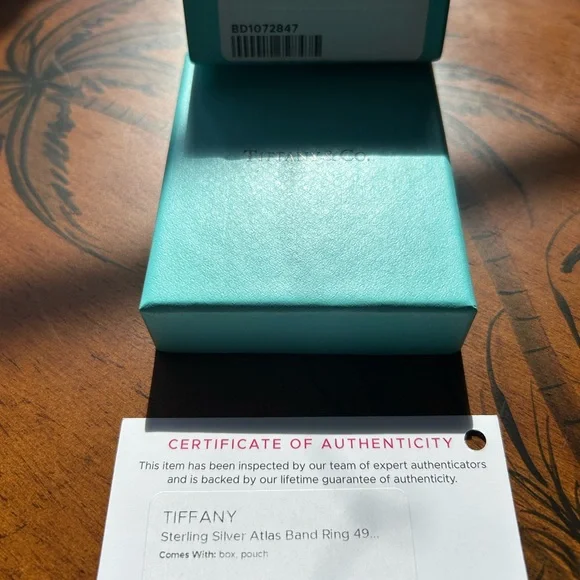 BD1072847
TIFFANY & CO.
CERTIFICATE OF AUTHENTICITY
This item has been inspected by our team of expert authenticators
and is backed by our lifetime guarantee of authenticity.
TIFFANY
Sterling Silver Atlas Band Ring 49...
Comes With: box, pouch